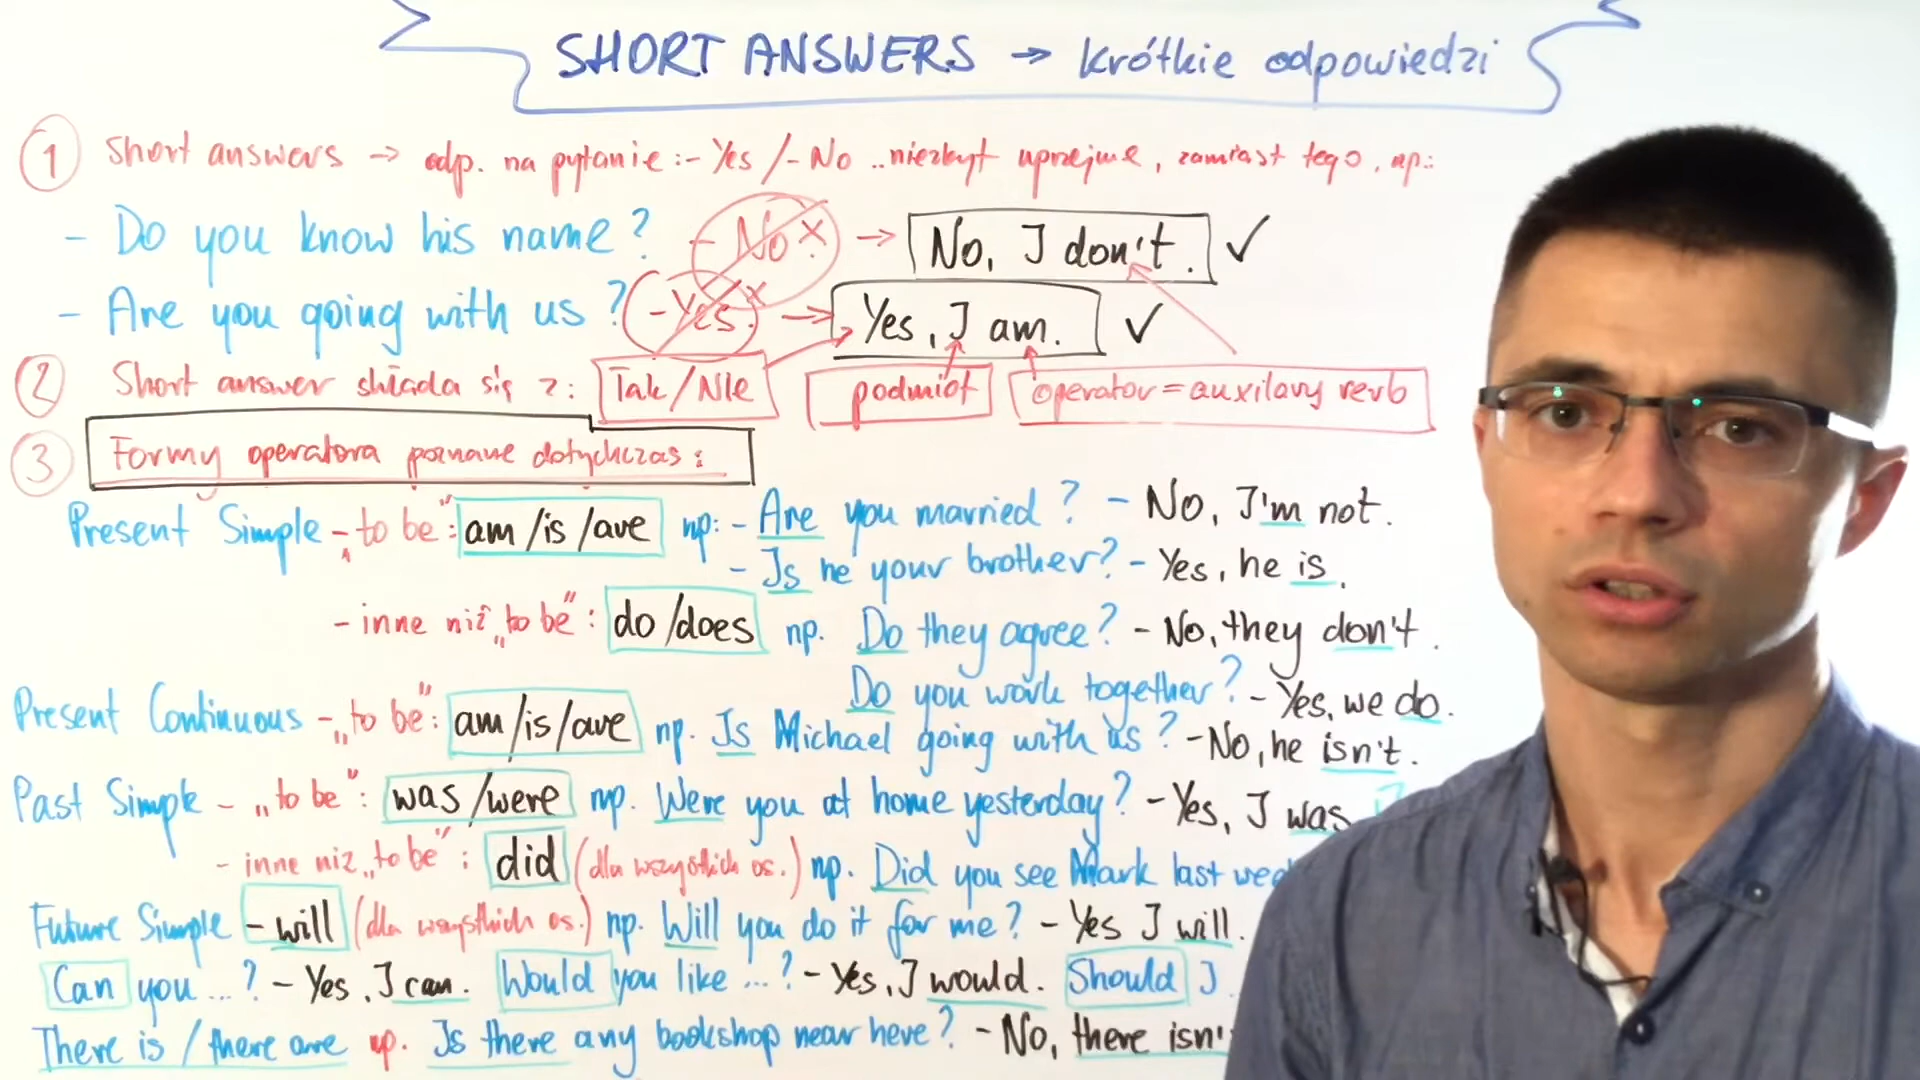 SHORT ANSWERS → krótkie odpowiedzi
1 Short answers → odp. na pytanie :- Yes /- No ..niezbyt uprzejme, zamiast tego, np.:
- Do you know his name? - No x → No, I don't. ✓
- Are you going with us? - Yes. x → Yes, I am. ✓
2 Short answer składa się z: Tak/NIe podmiot operator = auxilary verb
3 Formy operatora poznane dotychczas:
Present Simple - „to be": am/is/are np: - Are you married? - No, I'm not.
- Is he your brother? - Yes, he is.
- inne niż „to be": do/does np. Do they agree? - No, they don't.
Do you work together? - Yes, we do.
Present Continuous - „to be": am/is/are np. Is Michael going with us? - No, he isn't.
Past Simple - „to be": was/were np. Were you at home yesterday? - Yes, I was
- inne niż „to be": did (dla wszystkich os.) np. Did you see Mark last wee
Future Simple - will (dla wszystkich os.) np. Will you do it for me? - Yes I will.
Can you ...? - Yes, I can. Would you like ...? - Yes, I would. Should I
There is / there are np. Is there any bookshop near here? - No, there isn'